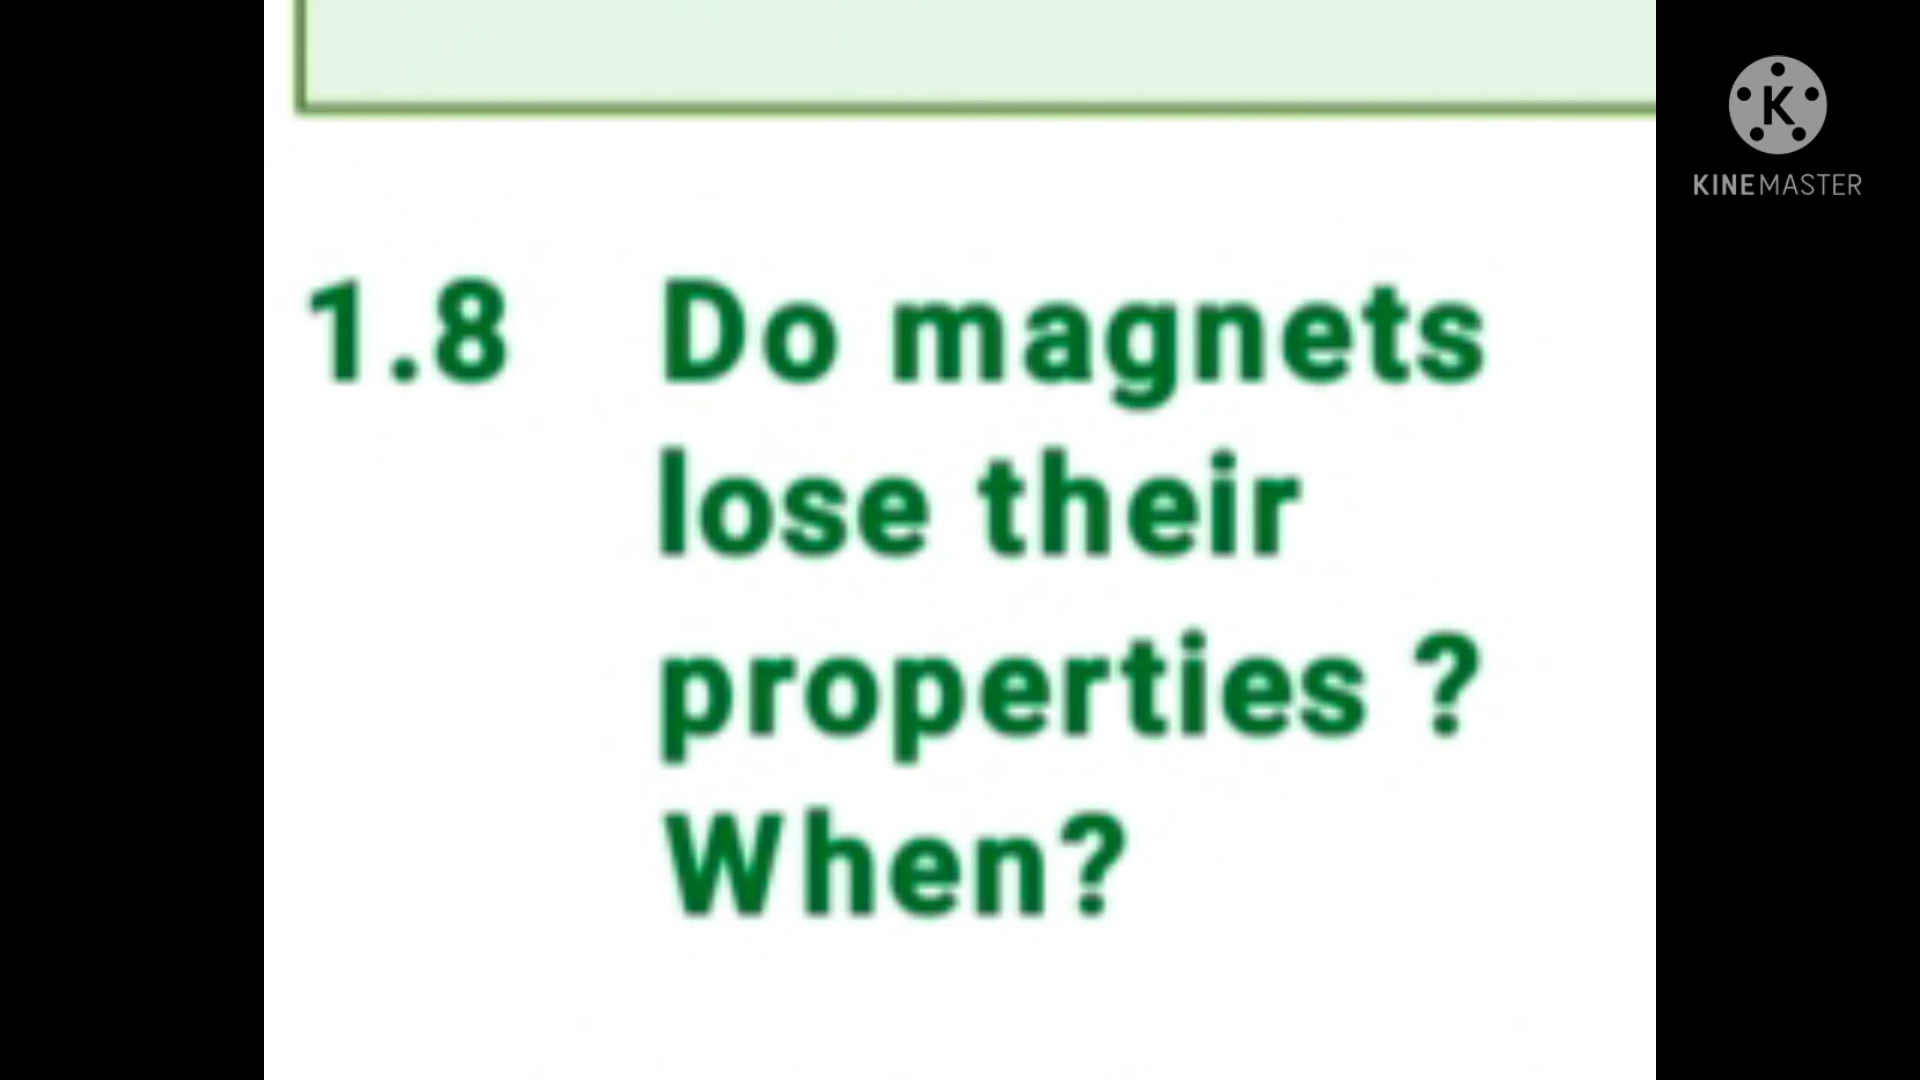 1.8 Do magnets
lose their
properties ?
When?
K
KINEMASTER